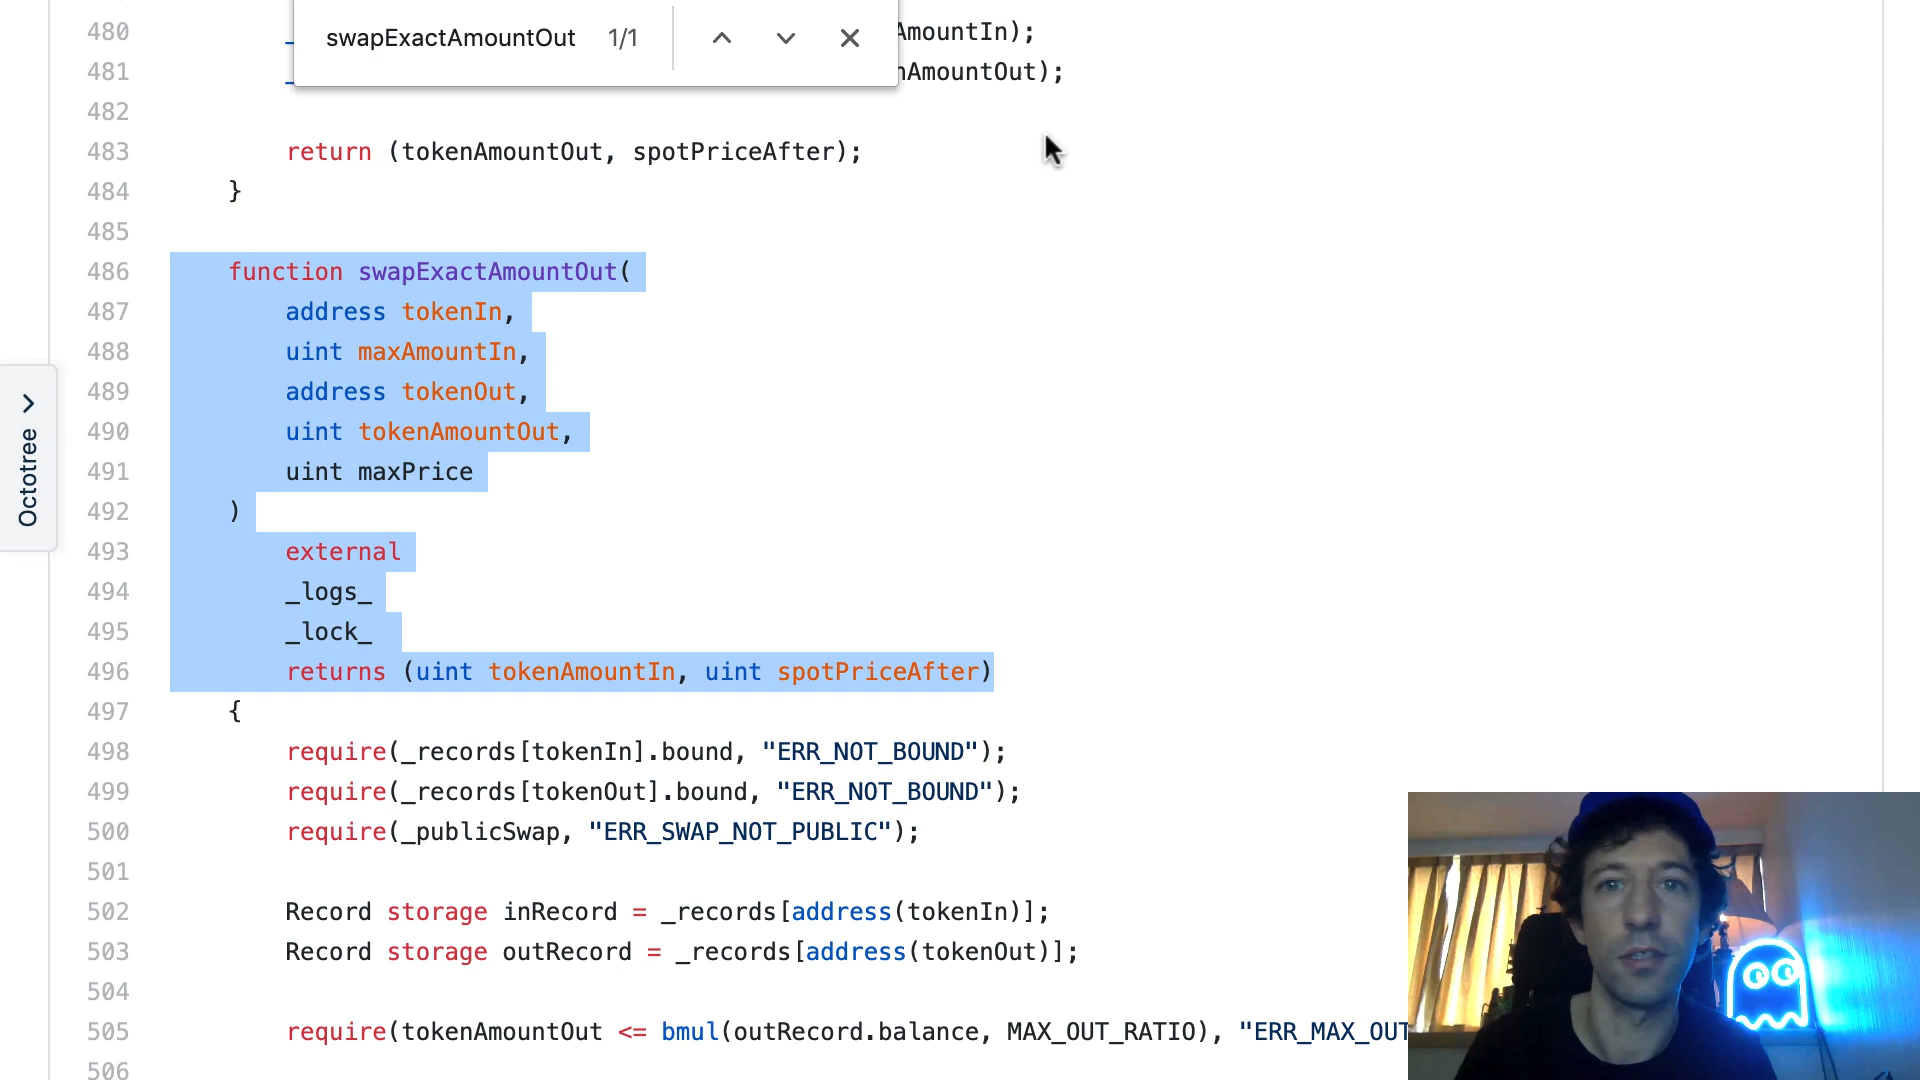 swapExactAmountOut 1/1
480 _ AmountIn);
481 _ nAmountOut);
482
483 return (tokenAmountOut, spotPriceAfter);
484 }
485
486 function swapExactAmountOut(
487 address tokenIn,
488 uint maxAmountIn,
489 address tokenOut,
490 uint tokenAmountOut,
491 uint maxPrice
492 )
493 external
494 _logs_
495 _lock_
496 returns (uint tokenAmountIn, uint spotPriceAfter)
497 {
498 require(_records[tokenIn].bound, "ERR_NOT_BOUND");
499 require(_records[tokenOut].bound, "ERR_NOT_BOUND");
500 require(_publicSwap, "ERR_SWAP_NOT_PUBLIC");
501
502 Record storage inRecord = _records[address(tokenIn)];
503 Record storage outRecord = _records[address(tokenOut)];
504
505 require(tokenAmountOut <= bmul(outRecord.balance, MAX_OUT_RATIO), "ERR_MAX_OUT
506
Octotree